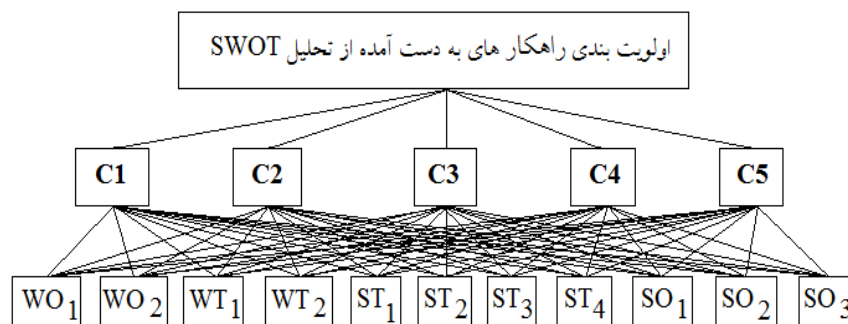 اولویت بندی راهکار های به دست آمده از تحلیل SWOT
C1 C2 C3 C4 C5
WO1 WO2 WT1 WT2 ST1 ST2 ST3 ST4 SO1 SO2 SO3